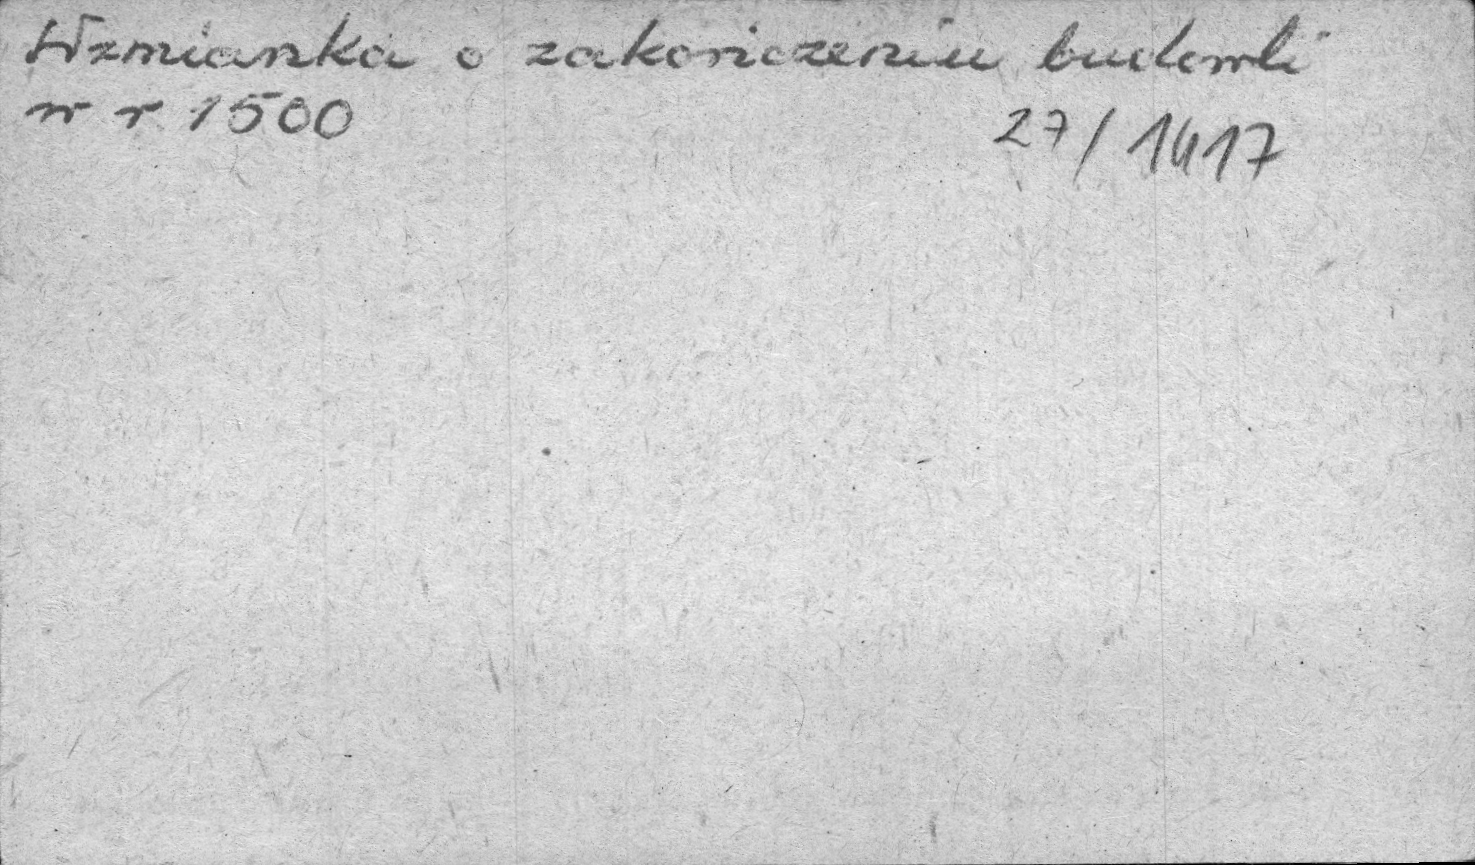 Wzmianka o zakończeniu budowli
w r 1500
27/1417